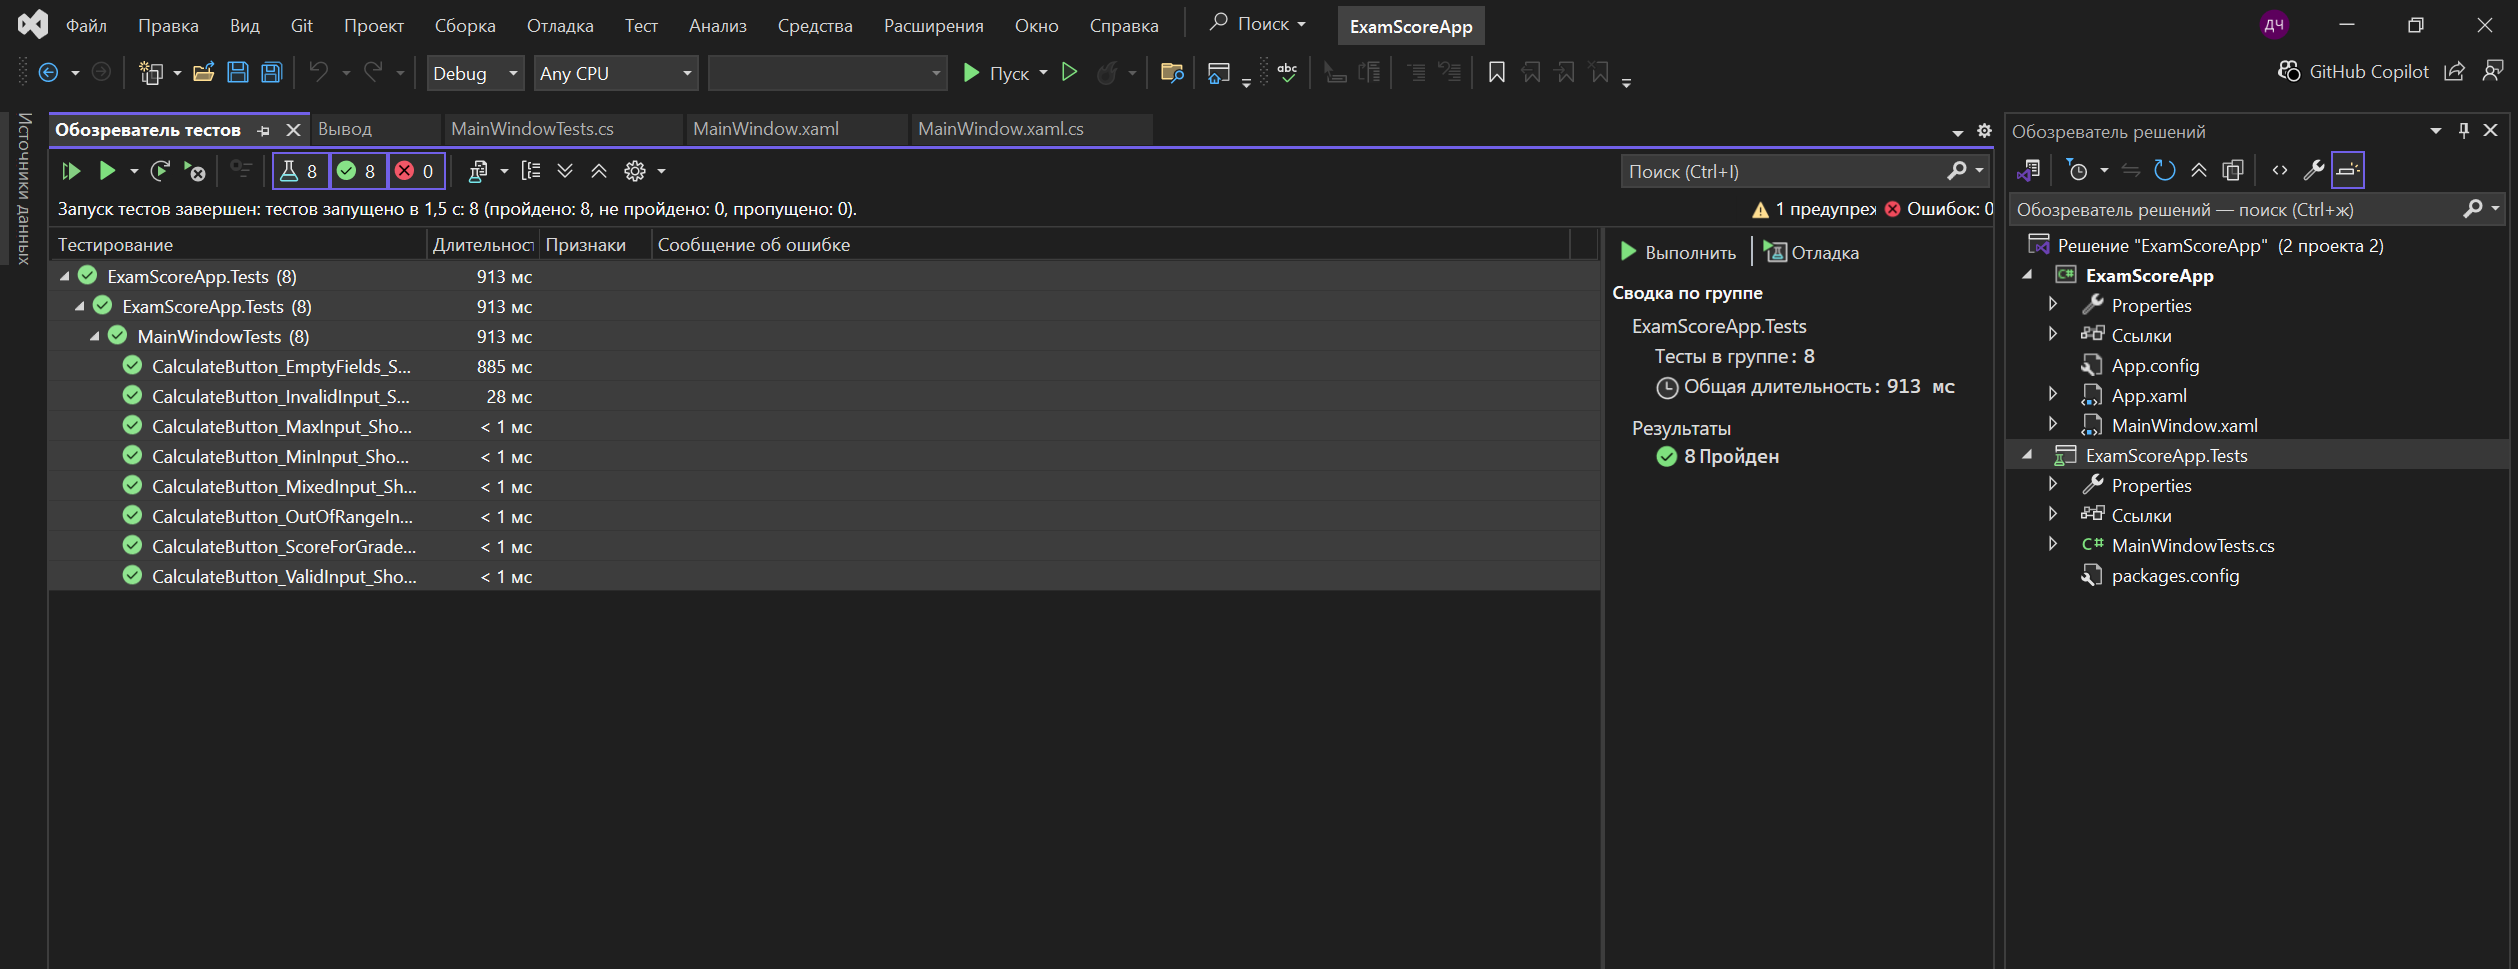 Файл Правка Вид Git Проект Сборка Отладка Тест Анализ Средства Расширения Окно Справка Поиск ExamScoreApp ДЧ
Debug Any CPU Пуск abc GitHub Copilot
Источники данных
Обозреватель тестов Вывод MainWindowTests.cs MainWindow.xaml MainWindow.xaml.cs
8 8 0 Поиск (Ctrl+I)
Запуск тестов завершен: тестов запущено в 1,5 с: 8 (пройдено: 8, не пройдено: 0, пропущено: 0). 1 предупреж Ошибок: 0
Тестирование Длительност Признаки Сообщение об ошибке
ExamScoreApp.Tests (8) 913 мс
ExamScoreApp.Tests (8) 913 мс
MainWindowTests (8) 913 мс
CalculateButton_EmptyFields_S... 885 мс
CalculateButton_InvalidInput_S... 28 мс
CalculateButton_MaxInput_Sho... < 1 мс
CalculateButton_MinInput_Sho... < 1 мс
CalculateButton_MixedInput_Sh... < 1 мс
CalculateButton_OutOfRangeIn... < 1 мс
CalculateButton_ScoreForGrade... < 1 мс
CalculateButton_ValidInput_Sho... < 1 мс
Выполнить Отладка
Сводка по группе
ExamScoreApp.Tests
Тесты в группе: 8
Общая длительность: 913 мс
Результаты
8 Пройден
Обозреватель решений
Обозреватель решений — поиск (Ctrl+ж)
Решение "ExamScoreApp" (2 проекта 2)
C# ExamScoreApp
Properties
Ссылки
App.config
App.xaml
MainWindow.xaml
ExamScoreApp.Tests
Properties
Ссылки
C# MainWindowTests.cs
packages.config